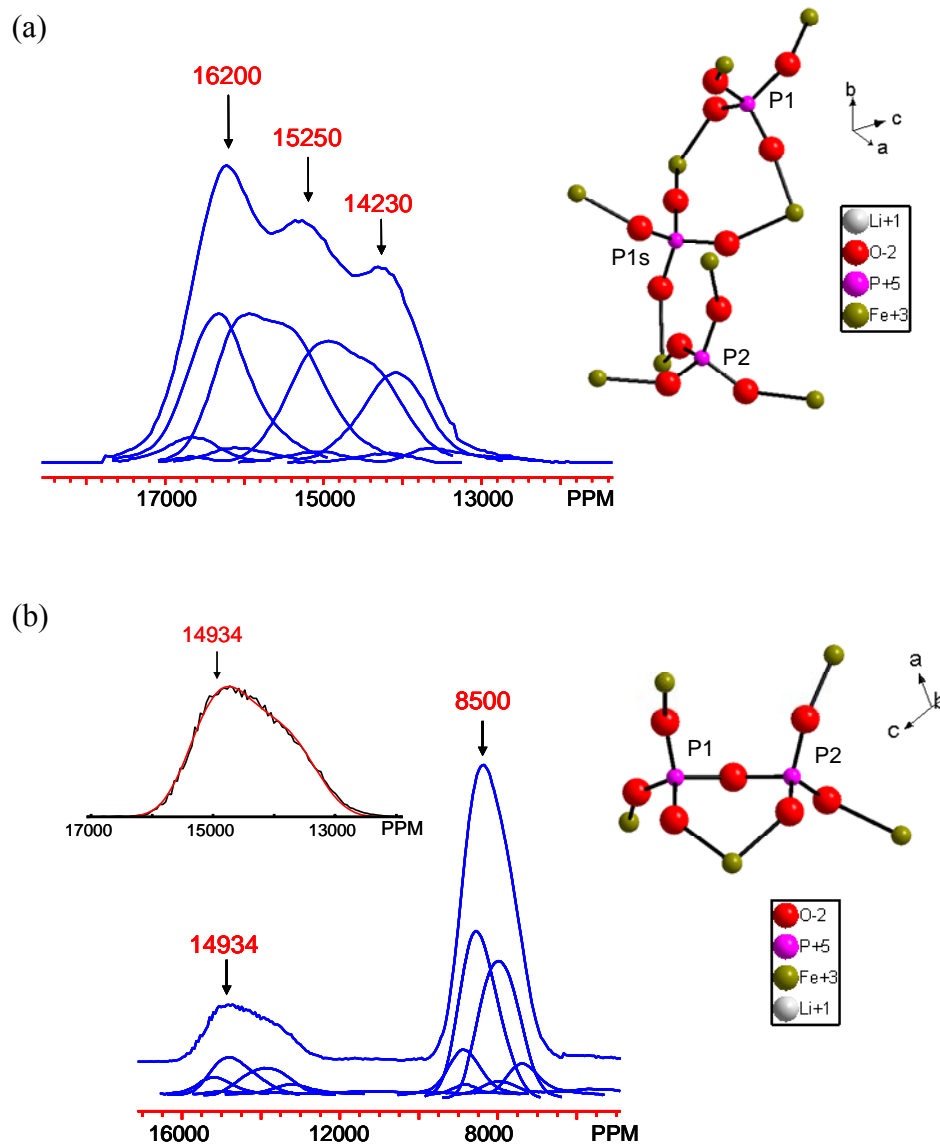 (a)
16200
15250
14230
17000 15000 13000 PPM
P1
P1s
P2
b
c
a
Li+1
O-2
P+5
Fe+3
(b)
14934
17000 15000 13000 PPM
8500
14934
16000 12000 8000 PPM
P1 P2
a
b
c
O-2
P+5
Fe+3
Li+1